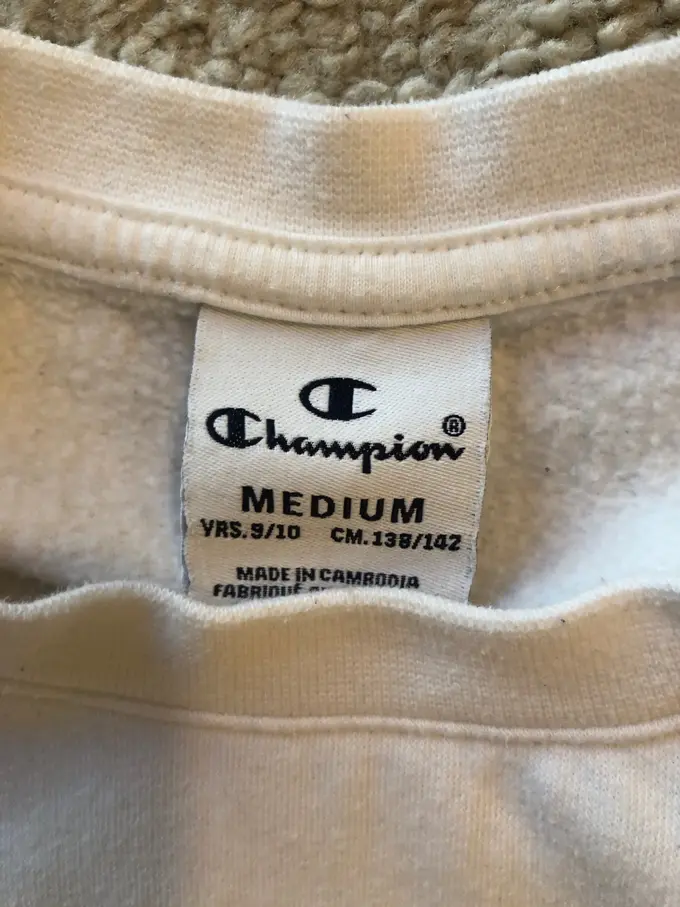 Champion®
MEDIUM
YRS. 9/10 CM. 138/142
MADE IN CAMBODIA